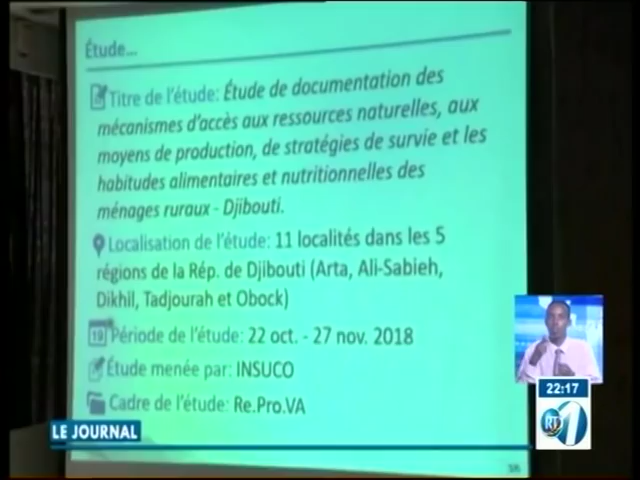 Étude...
Titre de l'étude: Étude de documentation des
mécanismes d'accès aux ressources naturelles, aux
moyens de production, de stratégies de survie et les
habitudes alimentaires et nutritionnelles des
ménages ruraux - Djibouti.
Localisation de l'étude: 11 localités dans les 5
régions de la Rép. de Djibouti (Arta, Ali-Sabieh,
Dikhil, Tadjourah et Obock)
19 Période de l'étude: 22 oct. - 27 nov. 2018
Étude menée par: INSUCO
Cadre de l'étude: Re.Pro.VA
22:17
RTD 1
LE JOURNAL